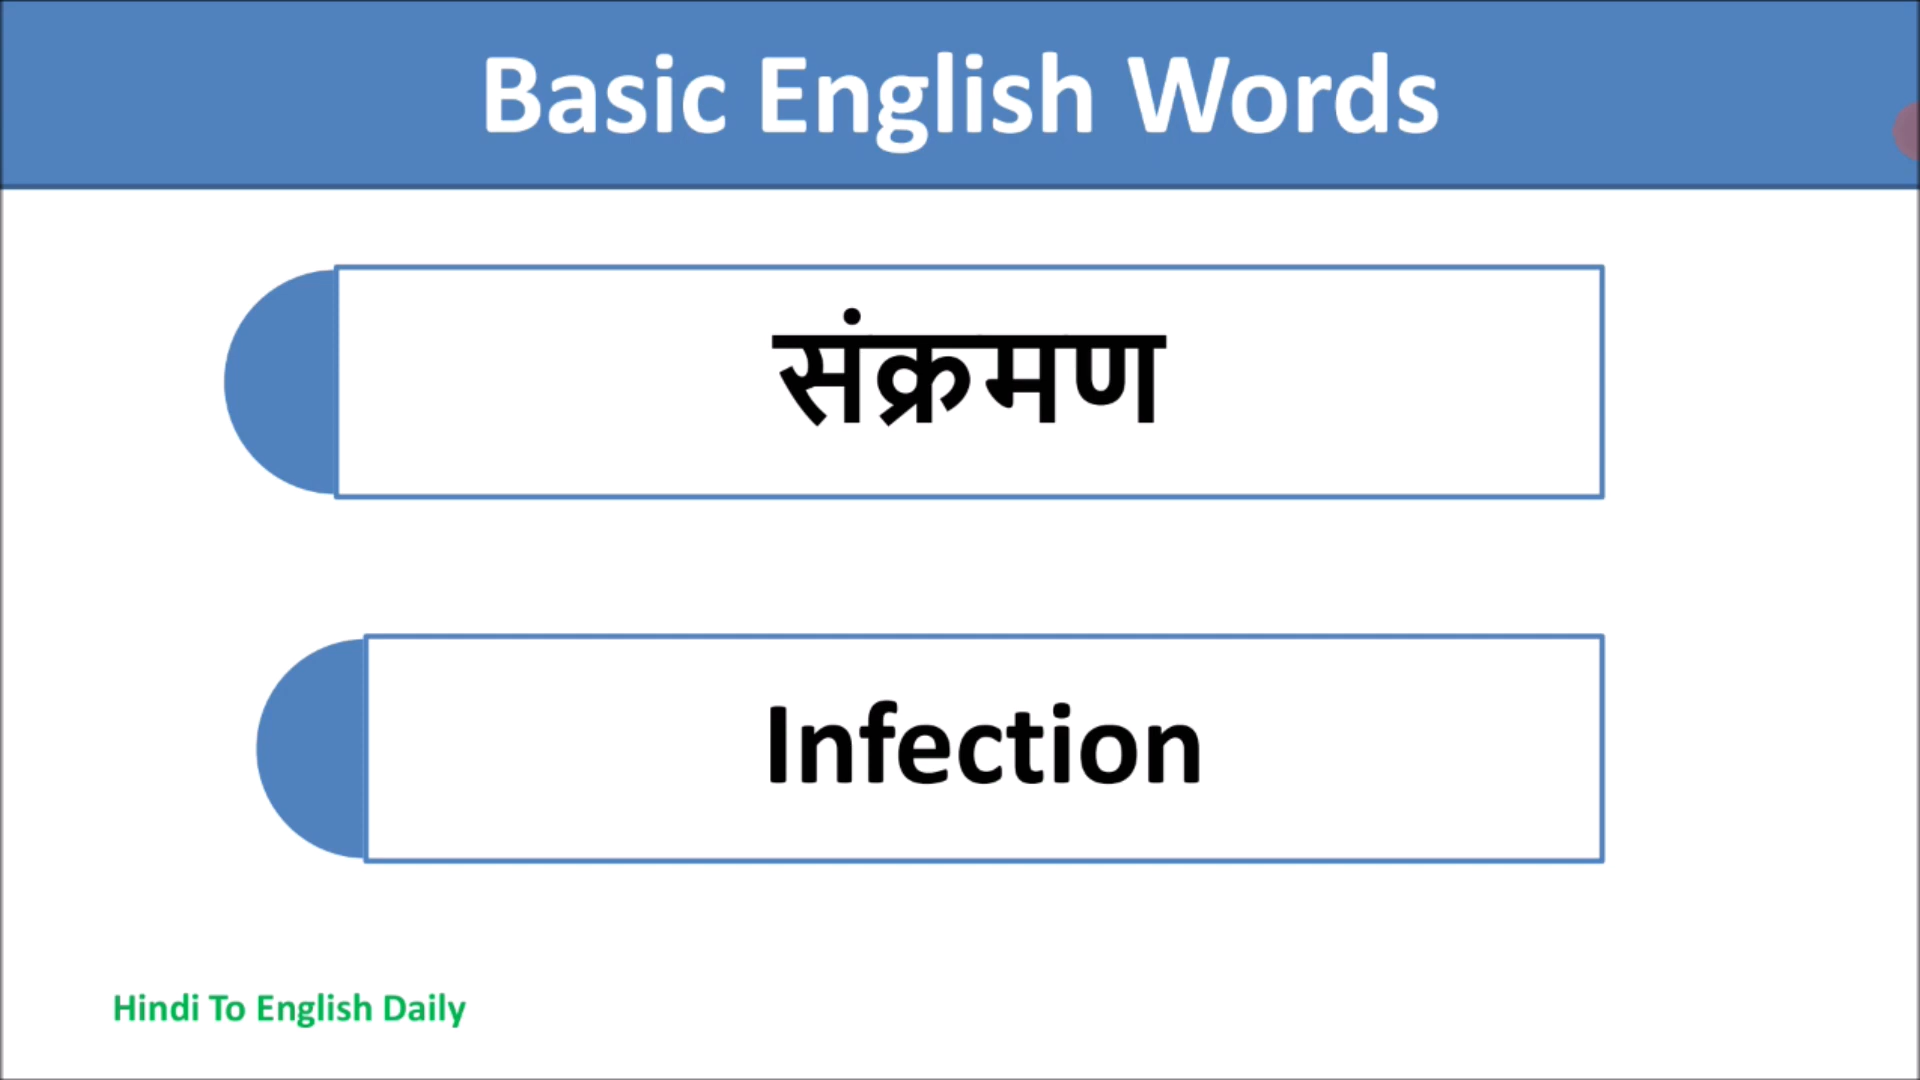 Basic English Words
संक्रमण
Infection
Hindi To English Daily